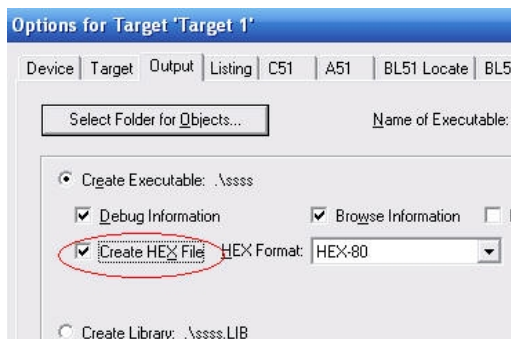 Options for Target 'Target 1'
Device Target Output Listing C51 A51 BL51 Locate BL5
Select Folder for Objects... Name of Executable:
Create Executable: .\ssss
Debug Information Browse Information
Create HEX File HEX Format: HEX-80
Create Library: .\ssss.LIB